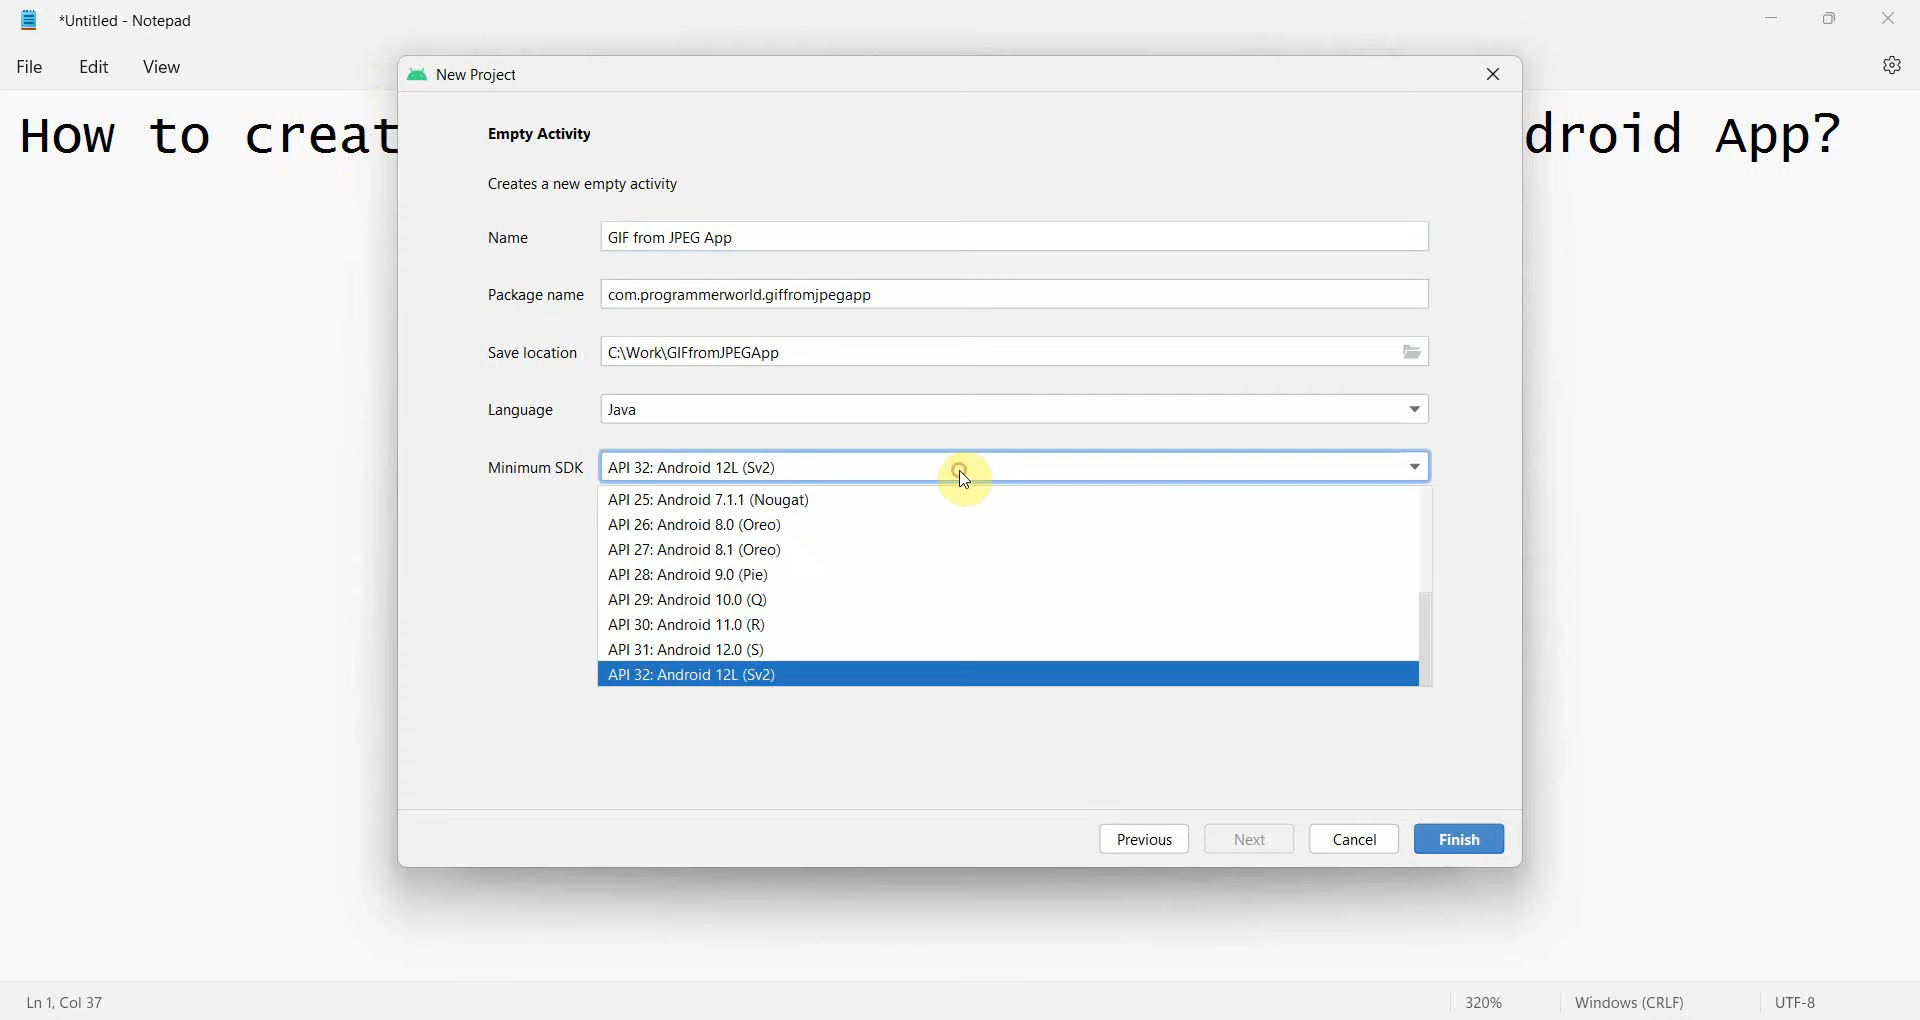 *Untitled - Notepad
File Edit View
How to creat
droid App?
New Project
Empty Activity
Creates a new empty activity
Name GIF from JPEG App
Package name com.programmerworld.giffromjpegapp
Save location C:\Work\GIFfromJPEGApp
Language Java
Minimum SDK API 32: Android 12L (Sv2)
API 25: Android 7.1.1 (Nougat)
API 26: Android 8.0 (Oreo)
API 27: Android 8.1 (Oreo)
API 28: Android 9.0 (Pie)
API 29: Android 10.0 (Q)
API 30: Android 11.0 (R)
API 31: Android 12.0 (S)
API 32: Android 12L (Sv2)
Previous Next Cancel Finish
Ln 1, Col 37 320% Windows (CRLF) UTF-8